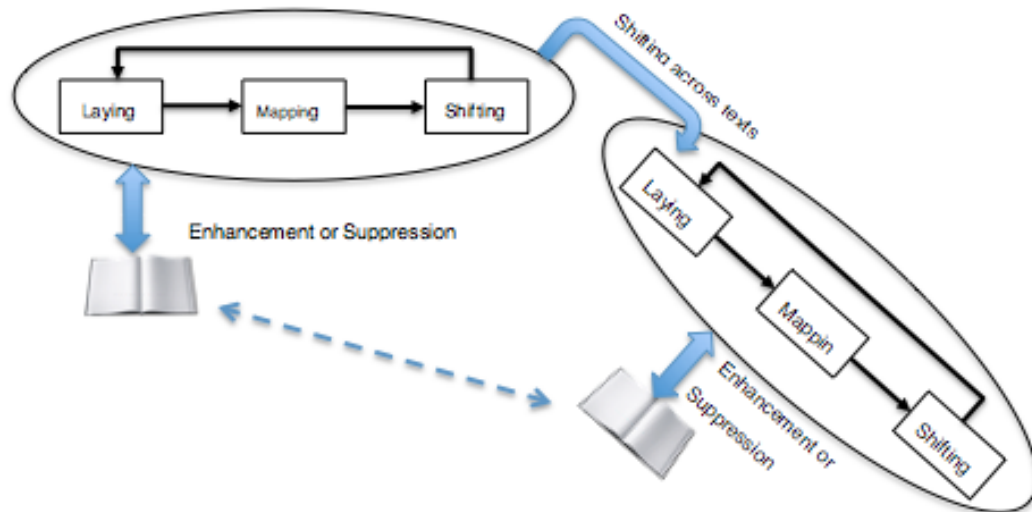 Laying
Mapping
Shifting
Shifting across texts
Enhancement or Suppression
Laying
Mappin
Shifting
Enhancement or
Suppression